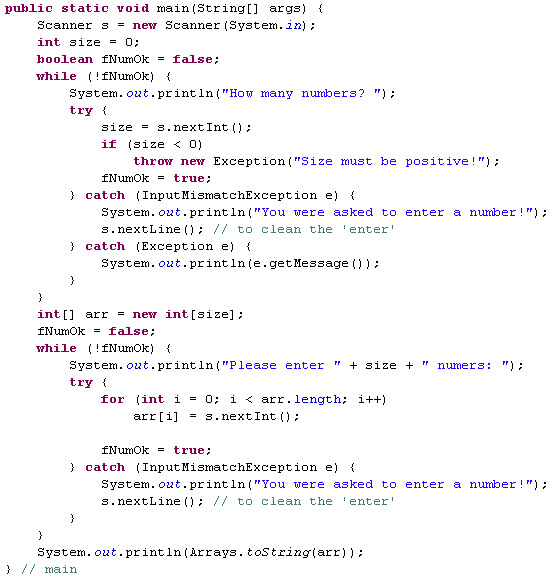 public static void main(String[] args) {
    Scanner s = new Scanner(System.in);
    int size = 0;
    boolean fNumOk = false;
    while (!fNumOk) {
        System.out.println("How many numbers? ");
        try {
            size = s.nextInt();
            if (size < 0)
                throw new Exception("Size must be positive!");
            fNumOk = true;
        } catch (InputMismatchException e) {
            System.out.println("You were asked to enter a number!");
            s.nextLine(); // to clean the 'enter'
        } catch (Exception e) {
            System.out.println(e.getMessage());
        }
    }
    int[] arr = new int[size];
    fNumOk = false;
    while (!fNumOk) {
        System.out.println("Please enter " + size + " numers: ");
        try {
            for (int i = 0; i < arr.length; i++)
                arr[i] = s.nextInt();

            fNumOk = true;
        } catch (InputMismatchException e) {
            System.out.println("You were asked to enter a number!");
            s.nextLine(); // to clean the 'enter'
        }
    }
    System.out.println(Arrays.toString(arr));
} // main